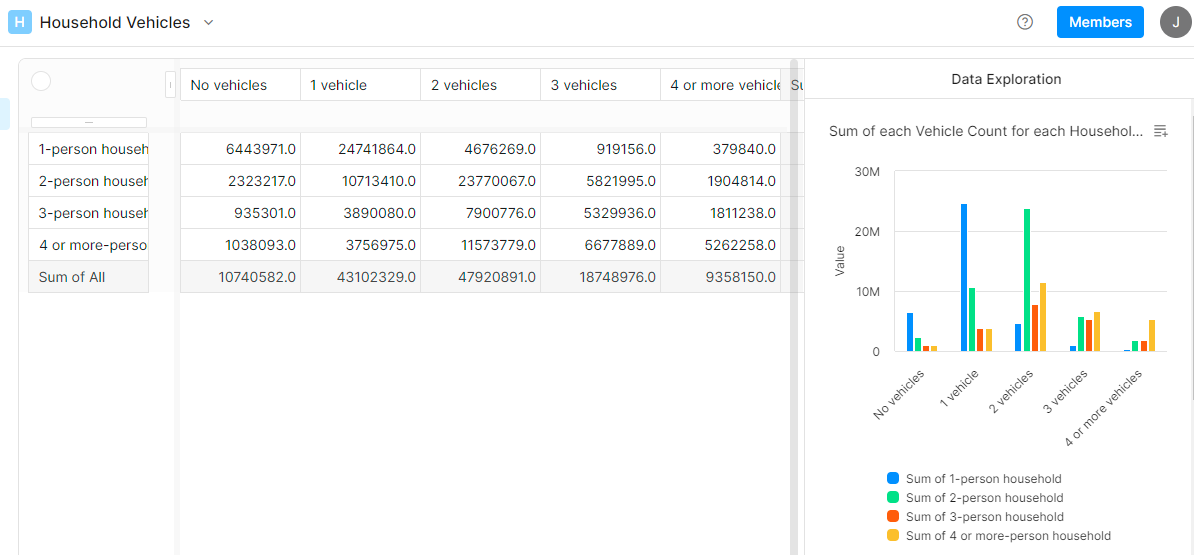 H Household Vehicles
? Members J
No vehicles 1 vehicle 2 vehicles 3 vehicles 4 or more vehicle
1-person househ 6443971.0 24741864.0 4676269.0 919156.0 379840.0
2-person househ 2323217.0 10713410.0 23770067.0 5821995.0 1904814.0
3-person househ 935301.0 3890080.0 7900776.0 5329936.0 1811238.0
4 or more-perso 1038093.0 3756975.0 11573779.0 6677889.0 5262258.0
Sum of All 10740582.0 43102329.0 47920891.0 18748976.0 9358150.0
Data Exploration
Sum of each Vehicle Count for each Househol...
30M
20M
10M
0
Value
No vehicles
1 vehicle
2 vehicles
3 vehicles
4 or more vehicles
Sum of 1-person household
Sum of 2-person household
Sum of 3-person household
Sum of 4 or more-person household